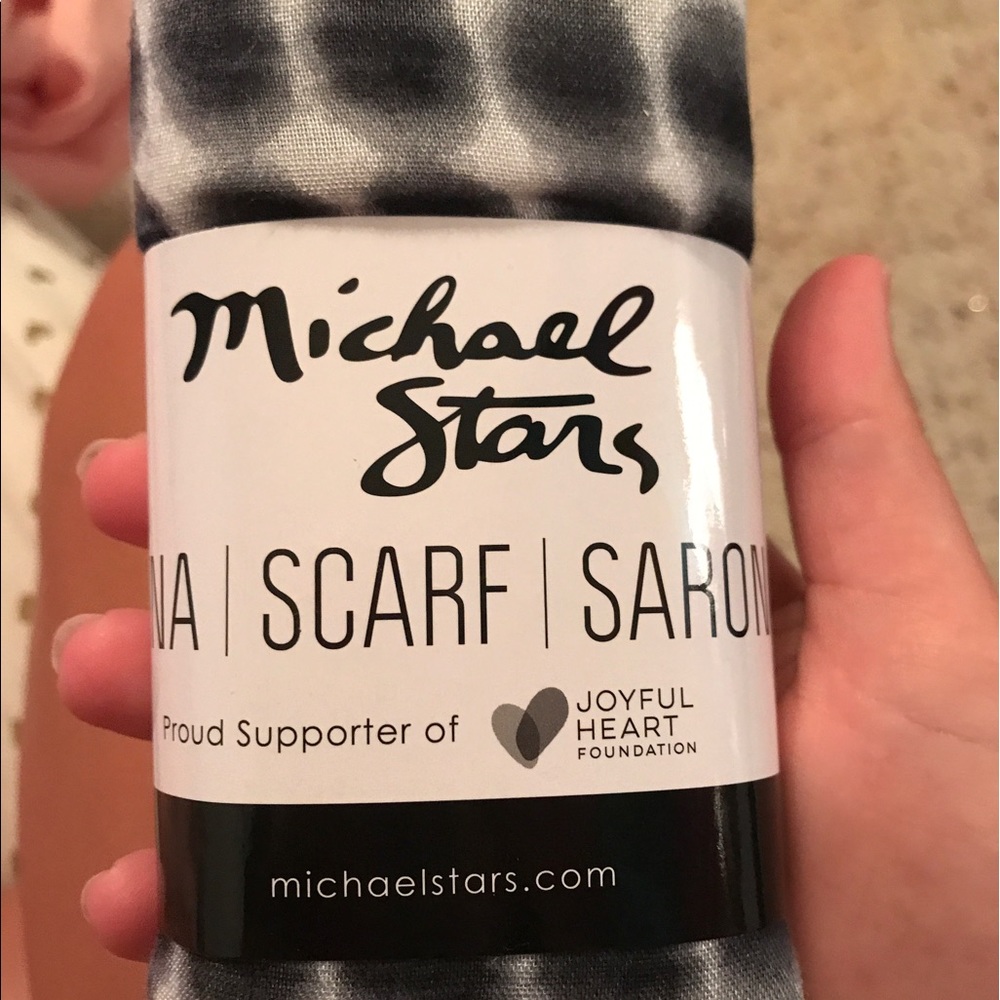 Michael
Stars
NA | SCARF | SARON
Proud Supporter of
JOYFUL
HEART
FOUNDATION
michaelstars.com